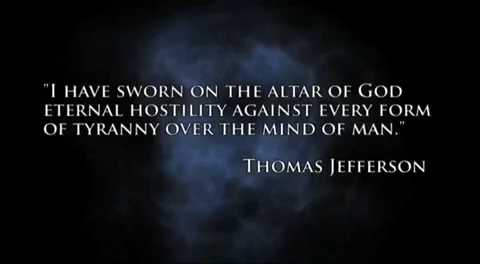 "I have sworn on the altar of God
eternal hostility against every form
of tyranny over the mind of man."
Thomas Jefferson